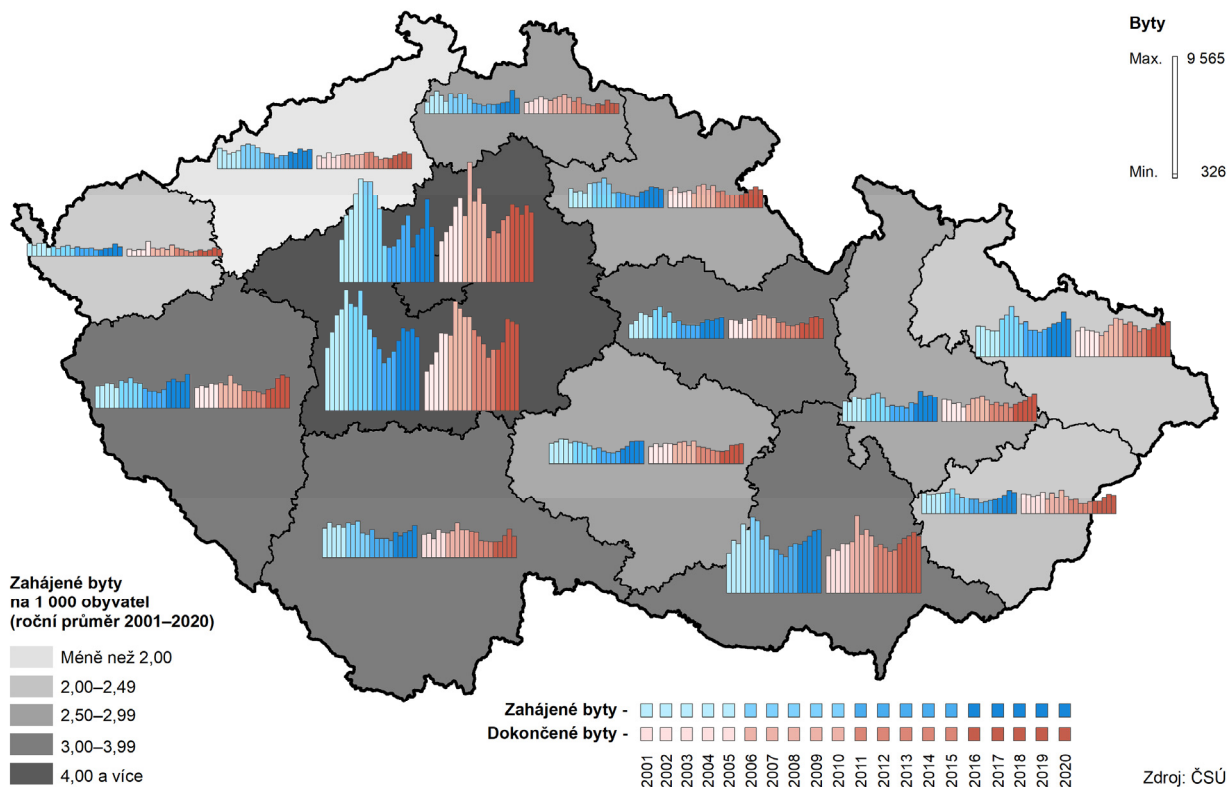 Byty
Max. 9 565
Min. 326
Zahájené byty
na 1 000 obyvatel
(roční průměr 2001–2020)
Méně než 2,00
2,00–2,49
2,50–2,99
3,00–3,99
4,00 a více
Zahájené byty -
Dokončené byty -
2001 2002 2003 2004 2005 2006 2007 2008 2009 2010 2011 2012 2013 2014 2015 2016 2017 2018 2019 2020
Zdroj: ČSÚ